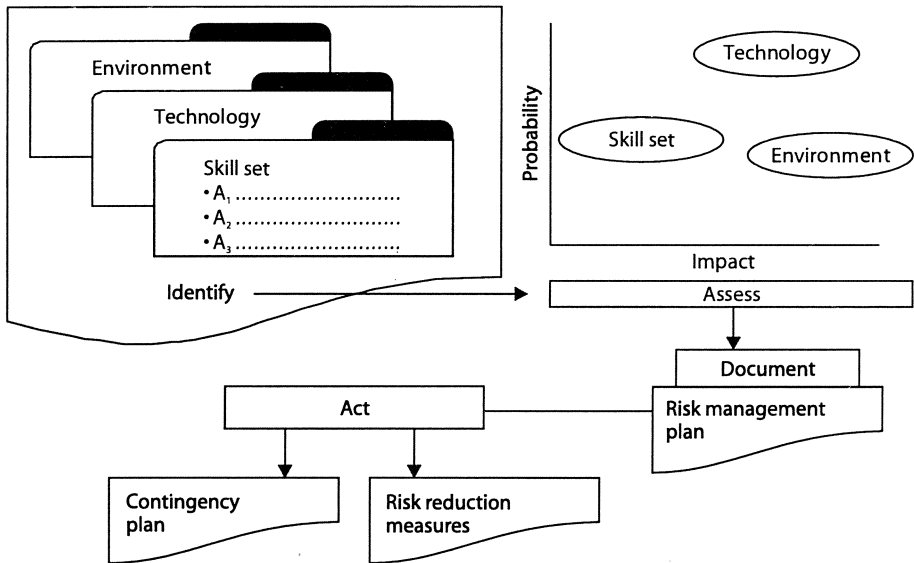 Environment
Technology
Skill set
• A₁ ............................
• A₂ ............................
• A₃ ............................
Identify
Probability
Technology
Skill set
Environment
Impact
Assess
Document
Risk management
plan
Act
Contingency
plan
Risk reduction
measures